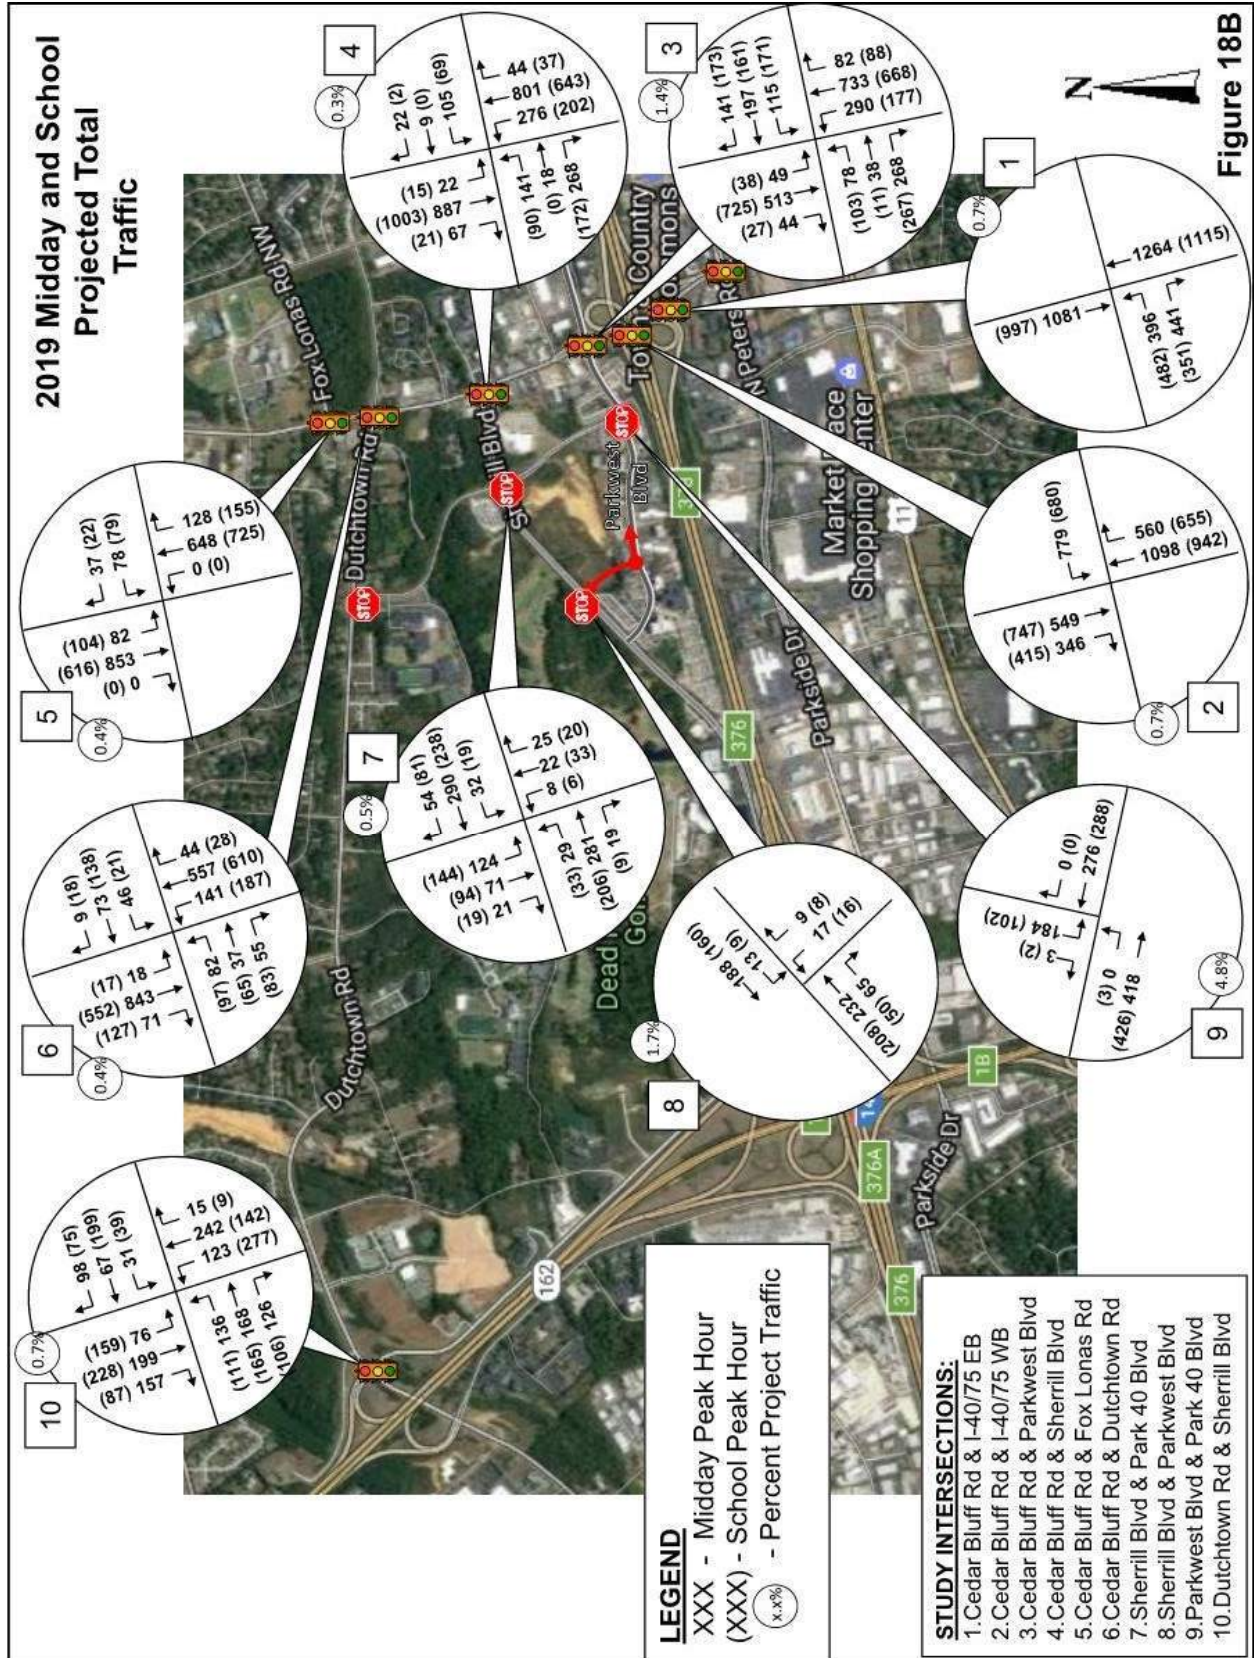 2019 Midday and School
Projected Total
Traffic
5
0.4%
(104) 82
(616) 853
(0) 0
37 (22)
78 (79)
128 (155)
648 (725)
0 (0)
4
0.3%
(15) 22
(1003) 887
(21) 67
22 (2)
9 (0)
105 (69)
44 (37)
801 (643)
276 (202)
(90) 141
(0) 18
(172) 268
3
1.4%
(38) 49
(725) 513
(27) 44
141 (173)
197 (161)
115 (171)
82 (88)
733 (668)
290 (177)
(103) 78
(11) 38
(267) 268
1
0.7%
(997) 1081
1264 (1115)
(482) 396
(351) 441
2
0.7%
(747) 549
(415) 346
779 (680)
560 (655)
1098 (942)
6
0.4%
(17) 18
(552) 843
(127) 71
9 (18)
73 (138)
46 (21)
44 (28)
557 (610)
141 (187)
(97) 82
(65) 37
(83) 55
7
0.5%
(144) 124
(94) 71
(19) 21
54 (81)
290 (238)
32 (19)
25 (20)
22 (33)
8 (6)
(33) 29
(206) 281
(9) 19
10
0.7%
(159) 76
(228) 199
(87) 157
98 (75)
67 (199)
31 (39)
15 (9)
242 (142)
123 (277)
(111) 136
(165) 168
(106) 126
8
1.7%
188 (160)
13 (9)
9 (8)
17 (16)
(208) 232
(50) 65
9
4.8%
3 (2)
184 (102)
0 (0)
276 (288)
(3) 0
(426) 418
Fox Lonas Rd NW
Dutchtown Rd
Dutchtown Rd
STOP
STOP
STOP
STOP
ll Blvd
Parkwest
Blvd
Country
N Peters R
Market Place
Shopping Center
11
378
376
Parkside Dr
Dead
Parkside Dr
162
1B
376A
376
N
LEGEND
XXX - Midday Peak Hour
(XXX) - School Peak Hour
x.x% - Percent Project Traffic
STUDY INTERSECTIONS:
1.Cedar Bluff Rd & I-40/75 EB
2.Cedar Bluff Rd & I-40/75 WB
3.Cedar Bluff Rd & Parkwest Blvd
4.Cedar Bluff Rd & Sherrill Blvd
5.Cedar Bluff Rd & Fox Lonas Rd
6.Cedar Bluff Rd & Dutchtown Rd
7.Sherrill Blvd & Park 40 Blvd
8.Sherrill Blvd & Parkwest Blvd
9.Parkwest Blvd & Park 40 Blvd
10.Dutchtown Rd & Sherrill Blvd
Figure 18B